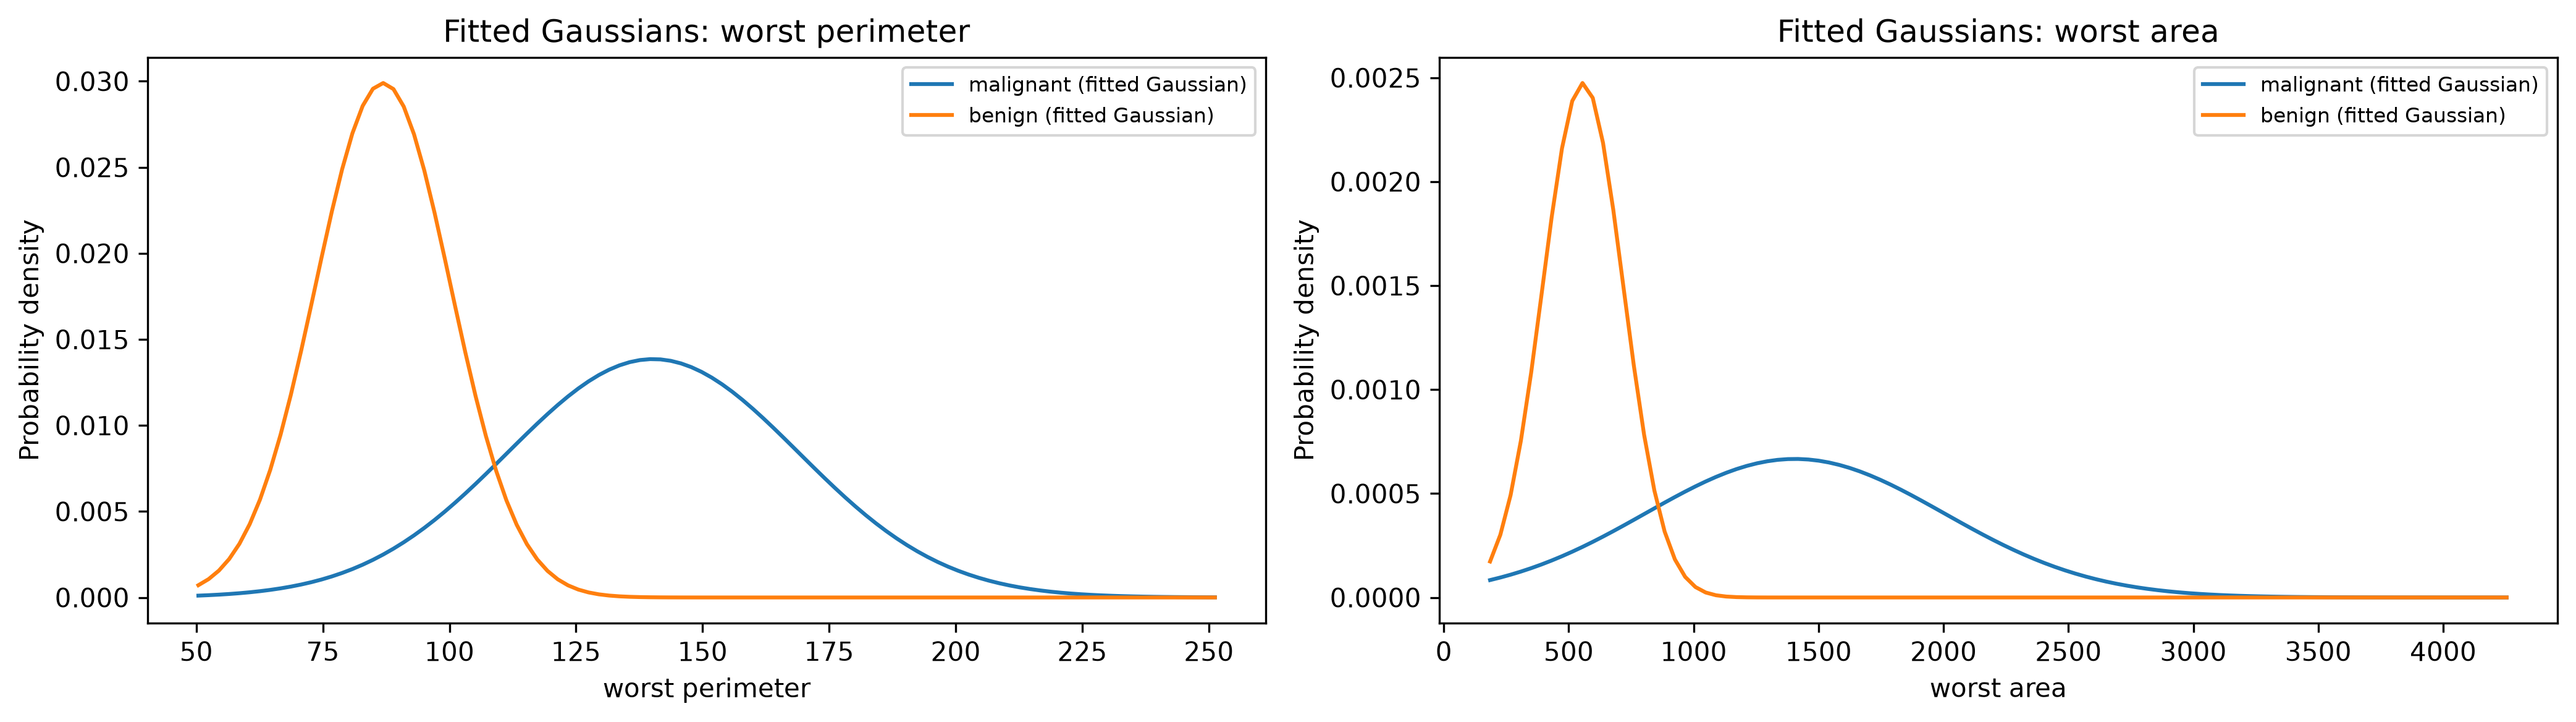 Fitted Gaussians: worst perimeter
Probability density
0.030
0.025
0.020
0.015
0.010
0.005
0.000
malignant (fitted Gaussian)
benign (fitted Gaussian)
50 75 100 125 150 175 200 225 250
worst perimeter
Fitted Gaussians: worst area
Probability density
0.0025
0.0020
0.0015
0.0010
0.0005
0.0000
malignant (fitted Gaussian)
benign (fitted Gaussian)
0 500 1000 1500 2000 2500 3000 3500 4000
worst area